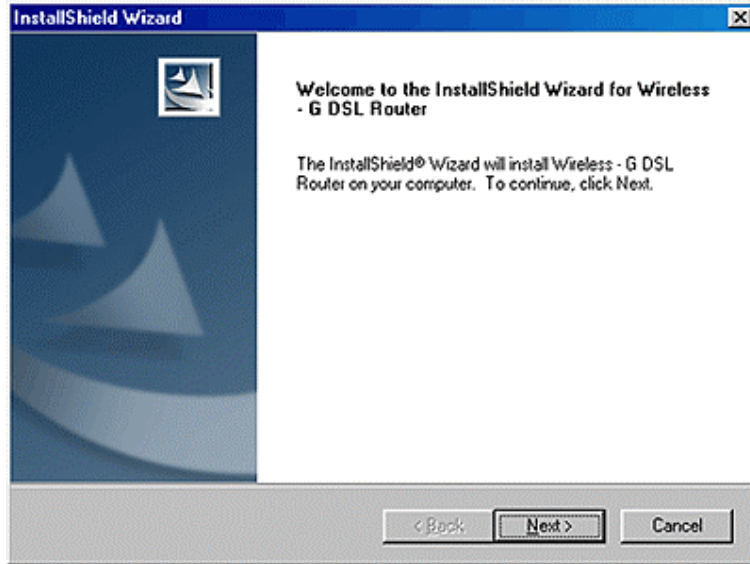 InstallShield Wizard
Welcome to the InstallShield Wizard for Wireless
- G DSL Router
The InstallShield® Wizard will install Wireless - G DSL
Router on your computer. To continue, click Next.
< Back
Next >
Cancel